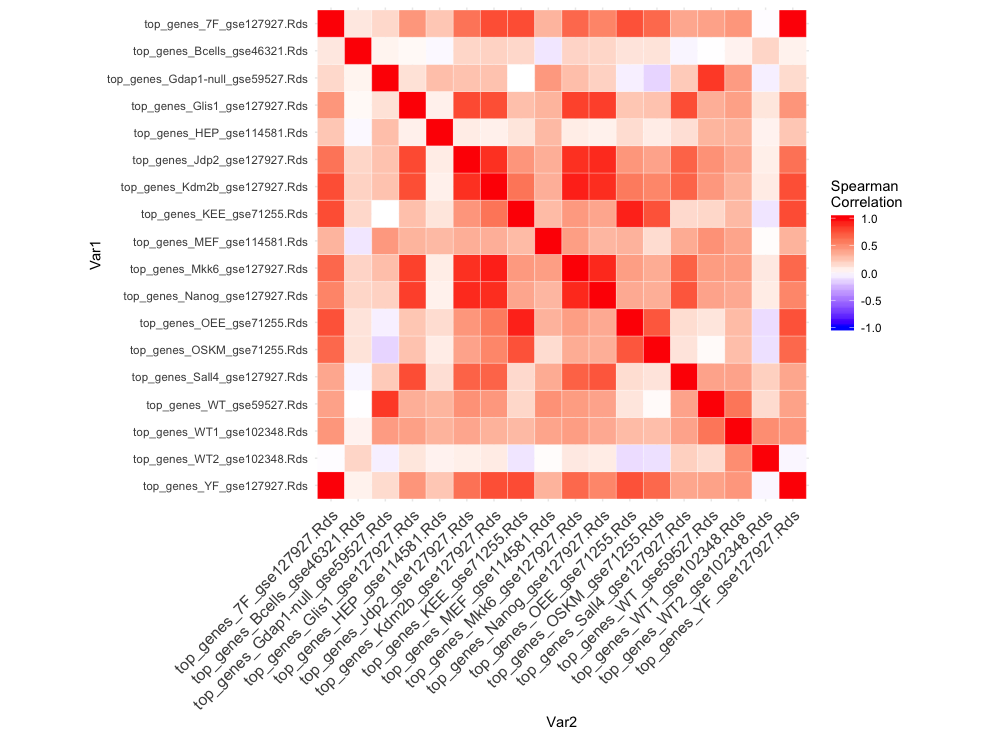 top_genes_7F_gse127927.Rds
top_genes_Bcells_gse46321.Rds
top_genes_Gdap1-null_gse59527.Rds
top_genes_Glis1_gse127927.Rds
top_genes_HEP_gse114581.Rds
top_genes_Jdp2_gse127927.Rds
top_genes_Kdm2b_gse127927.Rds
top_genes_KEE_gse71255.Rds
top_genes_MEF_gse114581.Rds
top_genes_Mkk6_gse127927.Rds
top_genes_Nanog_gse127927.Rds
top_genes_OEE_gse71255.Rds
top_genes_OSKM_gse71255.Rds
top_genes_Sall4_gse127927.Rds
top_genes_WT_gse59527.Rds
top_genes_WT1_gse102348.Rds
top_genes_WT2_gse102348.Rds
top_genes_YF_gse127927.Rds
Var1
Spearman
Correlation
1.0
0.5
0.0
-0.5
-1.0
top_genes_7F_gse127927.Rds
top_genes_Bcells_gse46321.Rds
top_genes_Gdap1-null_gse59527.Rds
top_genes_Glis1_gse127927.Rds
top_genes_HEP_gse114581.Rds
top_genes_Jdp2_gse127927.Rds
top_genes_Kdm2b_gse127927.Rds
top_genes_KEE_gse71255.Rds
top_genes_MEF_gse114581.Rds
top_genes_Mkk6_gse127927.Rds
top_genes_Nanog_gse127927.Rds
top_genes_OEE_gse71255.Rds
top_genes_OSKM_gse71255.Rds
top_genes_Sall4_gse127927.Rds
top_genes_WT_gse59527.Rds
top_genes_WT1_gse102348.Rds
top_genes_WT2_gse102348.Rds
top_genes_YF_gse127927.Rds
Var2